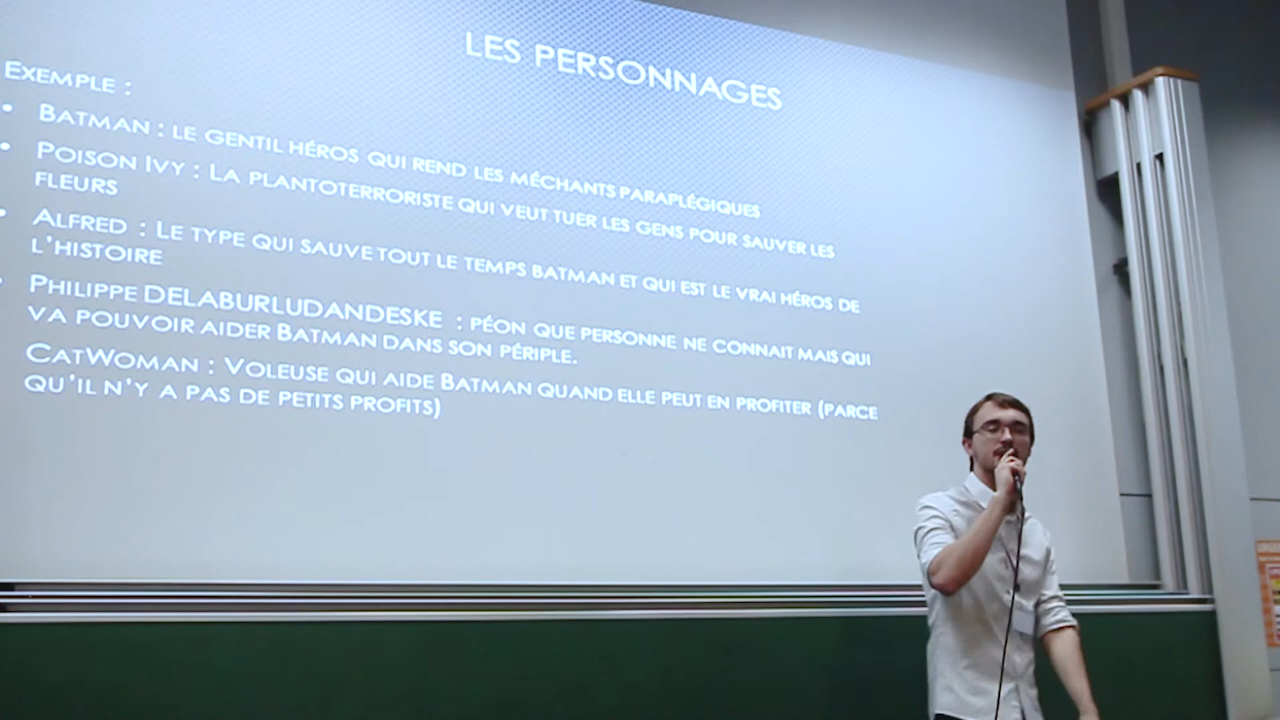 LES PERSONNAGES
EXEMPLE :
• BATMAN : LE GENTIL HÉROS QUI REND LES MÉCHANTS PARAPLÉGIQUES
• POISON IVY : LA PLANTOTERRORISTE QUI VEUT TUER LES GENS POUR SAUVER LES
FLEURS
• ALFRED : LE TYPE QUI SAUVE TOUT LE TEMPS BATMAN ET QUI EST LE VRAI HÉROS DE
L'HISTOIRE
• PHILIPPE DELABURLUDANDESKE : PÉON QUE PERSONNE NE CONNAIT MAIS QUI
VA POUVOIR AIDER BATMAN DANS SON PÉRIPLE.
CATWOMAN : VOLEUSE QUI AIDE BATMAN QUAND ELLE PEUT EN PROFITER (PARCE
QU'IL N'Y A PAS DE PETITS PROFITS)